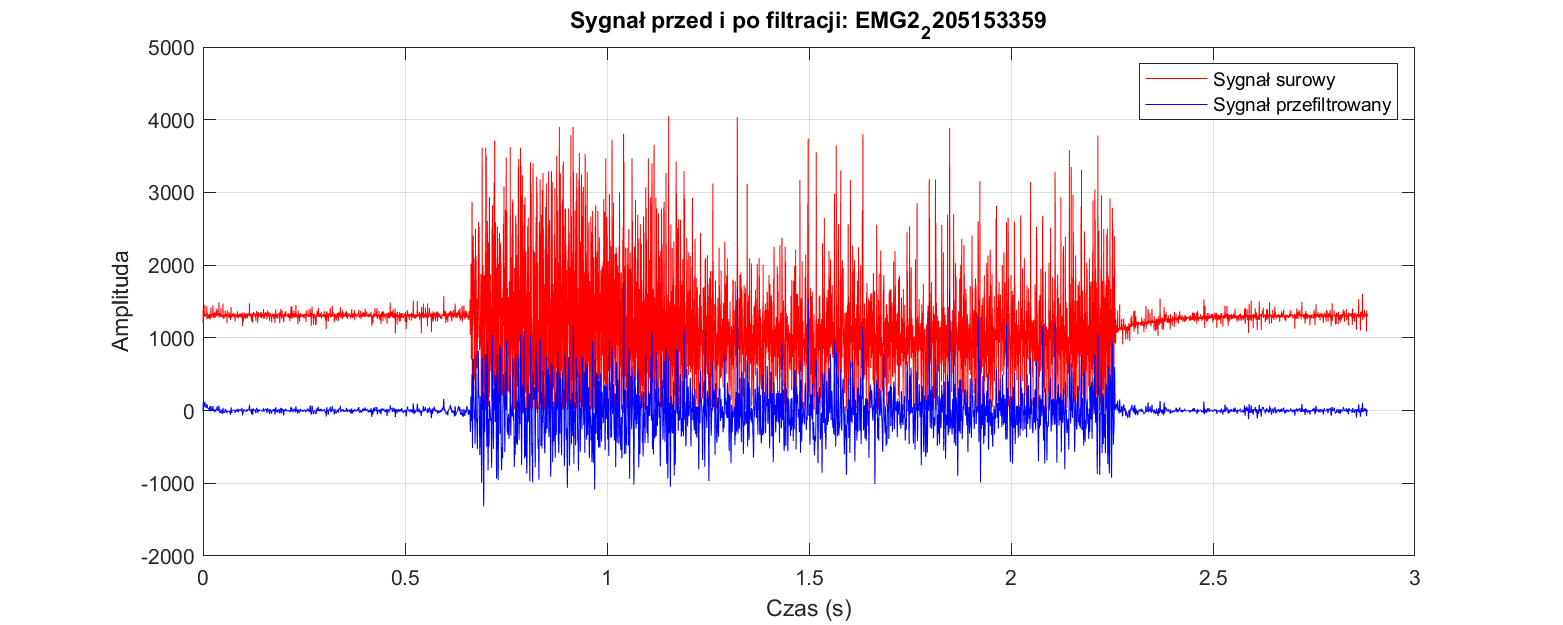 Sygnał przed i po filtracji: EMG2₂205153359
Sygnał surowy
Sygnał przefiltrowany
5000
4000
3000
2000
1000
0
-1000
-2000
Amplituda
0 0.5 1 1.5 2 2.5 3
Czas (s)